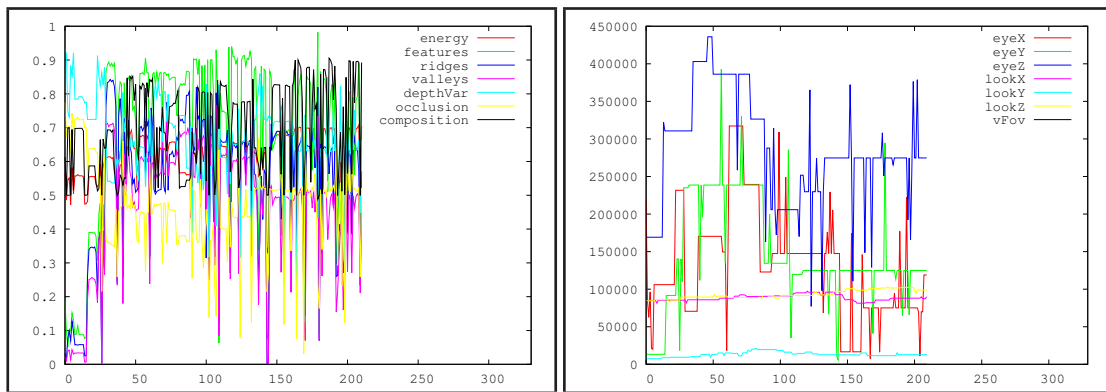 1
0.9
0.8
0.7
0.6
0.5
0.4
0.3
0.2
0.1
0
energy
features
ridges
valleys
depthVar
occlusion
composition
0 50 100 150 200 250 300
450000
400000
350000
300000
250000
200000
150000
100000
50000
0
eyeX
eyeY
eyeZ
lookX
lookY
lookZ
vFov
0 50 100 150 200 250 300